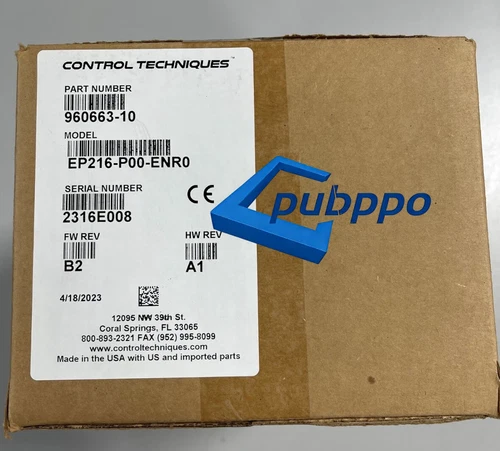 CONTROL TECHNIQUES™
PART NUMBER
960663-10
MODEL
EP216-P00-ENR0
SERIAL NUMBER
2316E008
CE
FW REV
HW REV
B2
A1
4/18/2023
12095 NW 39th St.
Coral Springs, FL 33065
800-893-2321 FAX (952) 995-8099
www.controltechniques.com
Made in the USA with US and imported parts
pubppo